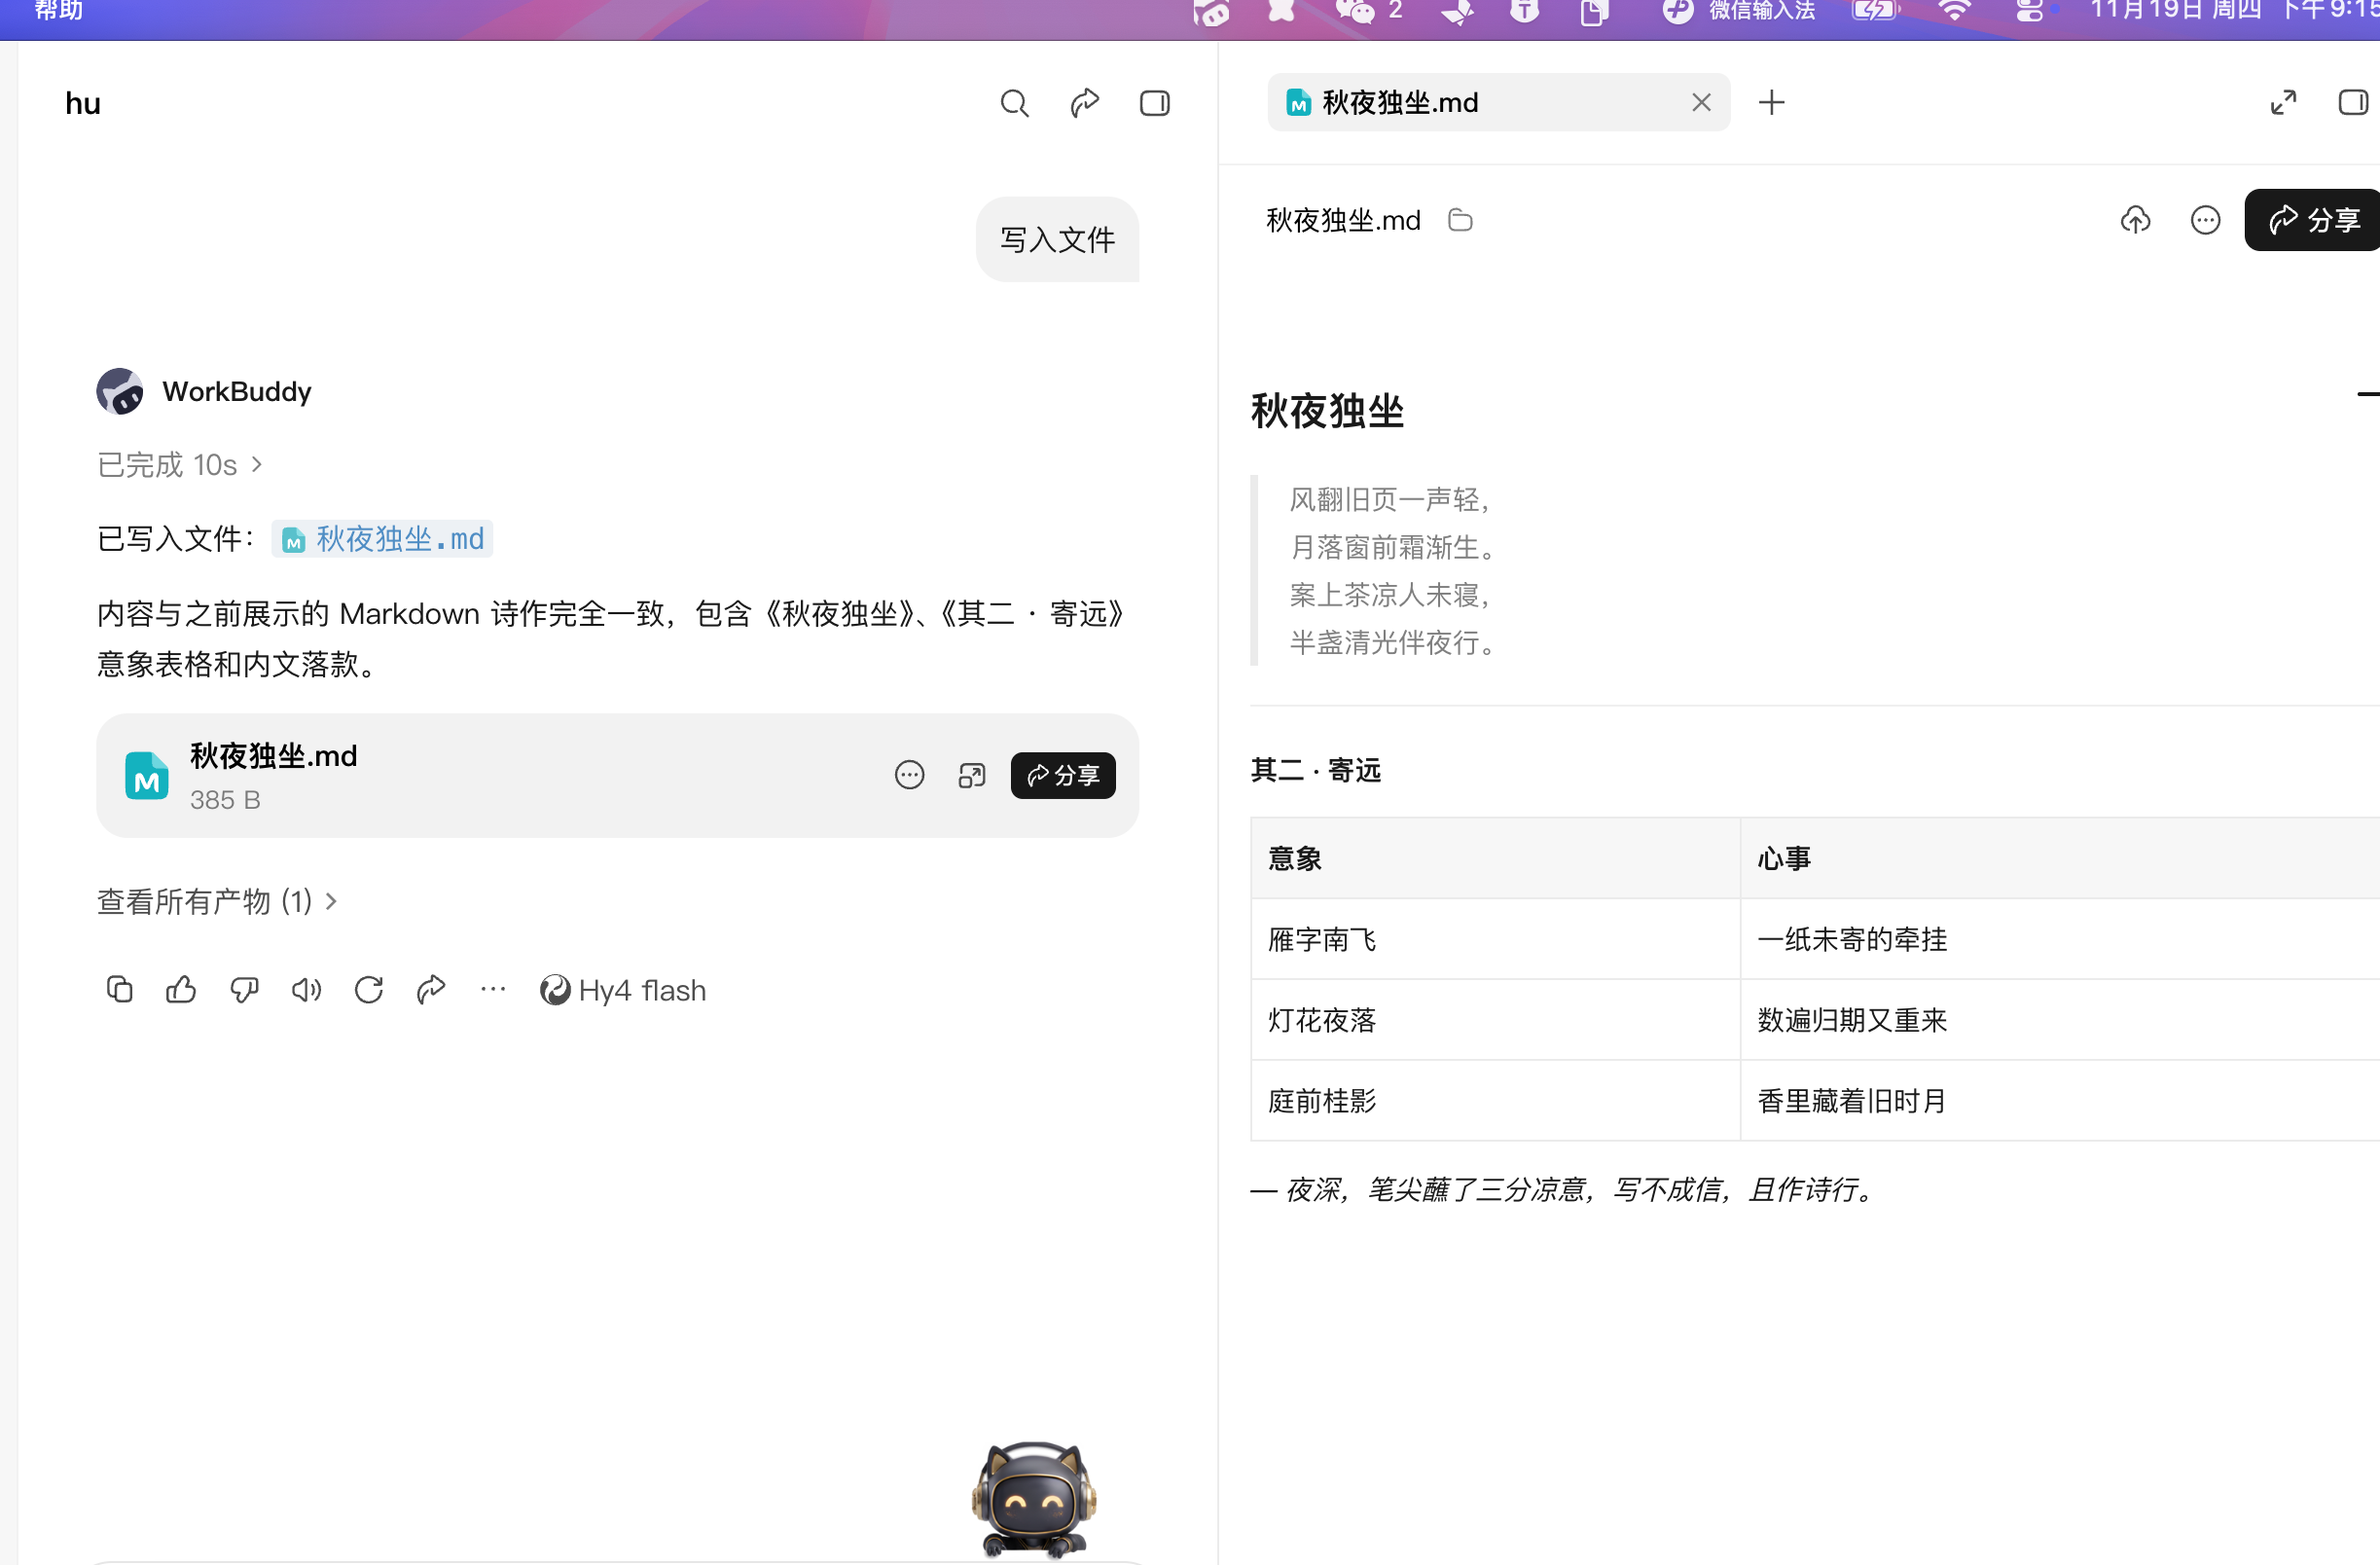 帮助
2
微信输入法
11月19日 周四 下午9:15
hu
写入文件
WorkBuddy
已完成 10s
已写入文件： 秋夜独坐.md
内容与之前展示的 Markdown 诗作完全一致，包含《秋夜独坐》、《其二 · 寄远》
意象表格和内文落款。
秋夜独坐.md
385 B
分享
查看所有产物 (1)
Hy4 flash
秋夜独坐.md
秋夜独坐.md
分享
秋夜独坐
风翻旧页一声轻，
月落窗前霜渐生。
案上茶凉人未寝，
半盏清光伴夜行。
其二 · 寄远
意象 心事
雁字南飞 一纸未寄的牵挂
灯花夜落 数遍归期又重来
庭前桂影 香里藏着旧时月
— 夜深，笔尖蘸了三分凉意，写不成信，且作诗行。